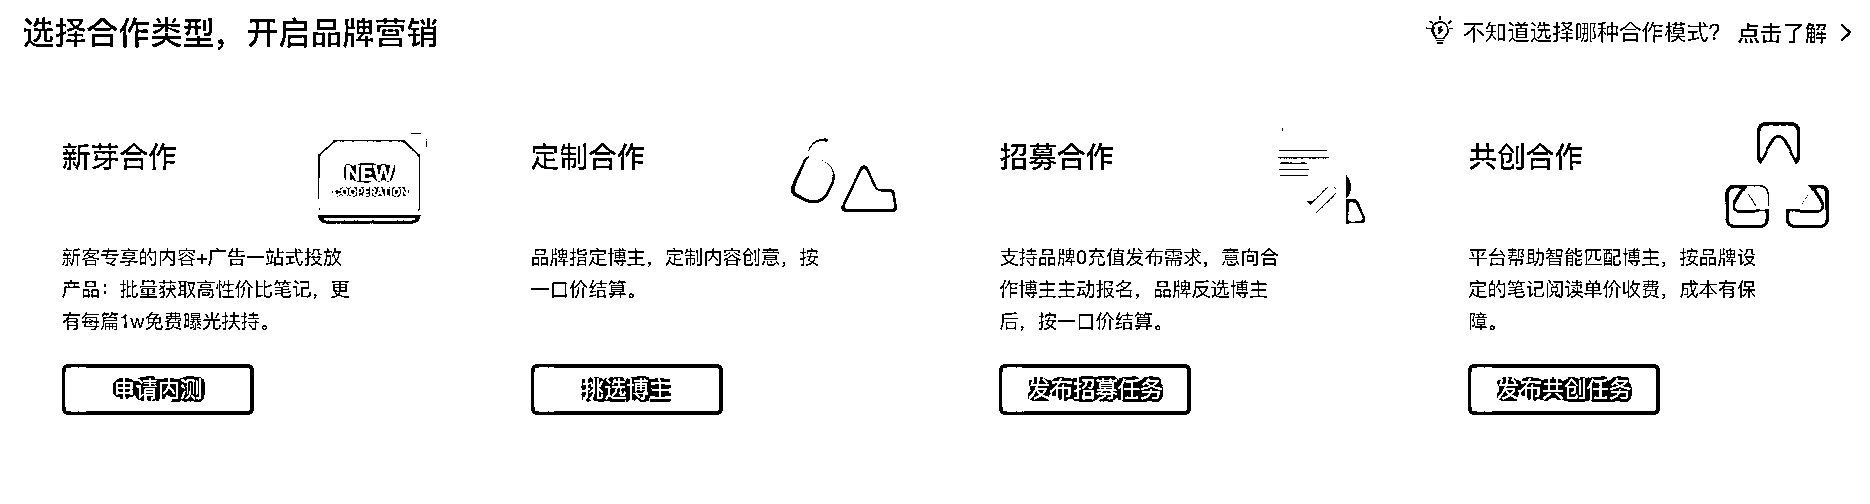 选择合作类型，开启品牌营销
不知道选择哪种合作模式？ 点击了解
新芽合作
NEW
COOPERATION
新客专享的内容+广告一站式投放
产品：批量获取高性价比笔记，更
有每篇1w免费曝光扶持。
申请内测
定制合作
品牌指定博主，定制内容创意，按
一口价结算。
挑选博主
招募合作
支持品牌0充值发布需求，意向合
作博主主动报名，品牌反选博主
后，按一口价结算。
发布招募任务
共创合作
平台帮助智能匹配博主，按品牌设
定的笔记阅读单价收费，成本有保
障。
发布共创任务